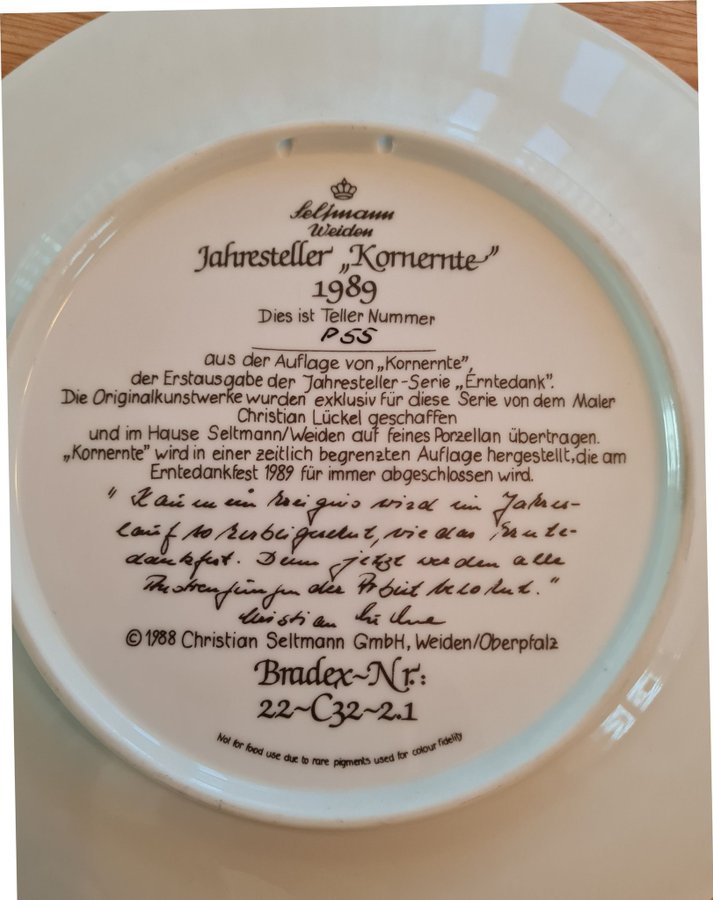 Seltmann
Weiden
Jahresteller „Kornernte”
1989
Dies ist Teller Nummer
P55
aus der Auflage von „Kornernte”,
der Erstausgabe der Jahresteller-Serie „Erntedank”.
Die Originalkunstwerke wurden exklusiv für diese Serie von dem Maler
Christian Lückel geschaffen
und im Hause Seltmann/Weiden auf feines Porzellan übertragen.
„Kornernte” wird in einer zeitlich begrenzten Auflage hergestellt, die am
Erntedankfest 1989 für immer abgeschlossen wird.
" Kaum ein Ereignis wird im Jahres-
lauf so herbeigesehnt, wie das Ernte-
dankfest. Denn jetzt werden alle
Anstrengungen der Arbeit belohnt."
Christian Lückel
© 1988 Christian Seltmann GmbH, Weiden/Oberpfalz
Bradex~Nr.:
22~C32~2.1
Not for food use due to rare pigments used for colour fidelity